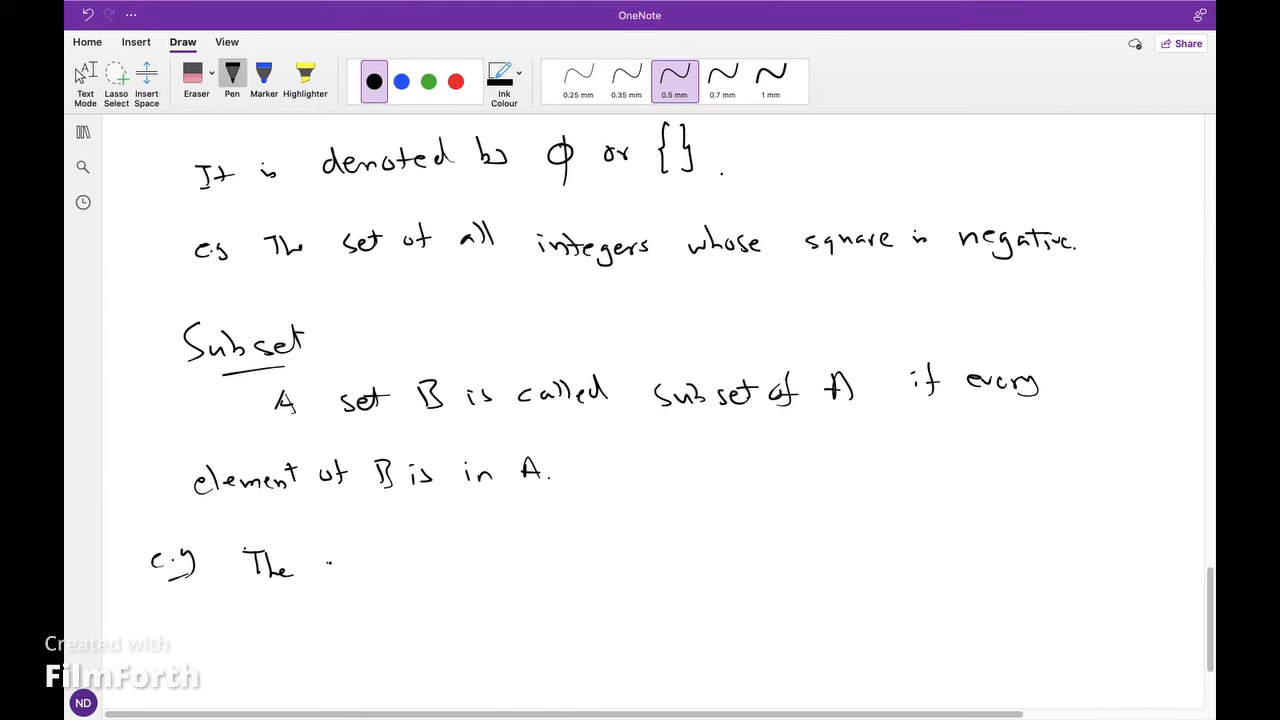 OneNote
Home Insert Draw View
Share
Text Mode
Lasso Select
Insert Space
Eraser
Pen
Marker
Highlighter
Ink Colour
0.25 mm
0.35 mm
0.5 mm
0.7 mm
1 mm
It is denoted by ϕ or {}.
e.g The set of all integers whose square is negative.
Subset
A set B is called subset of A if every
element of B is in A.
e.g The
Created with
FilmForth
ND